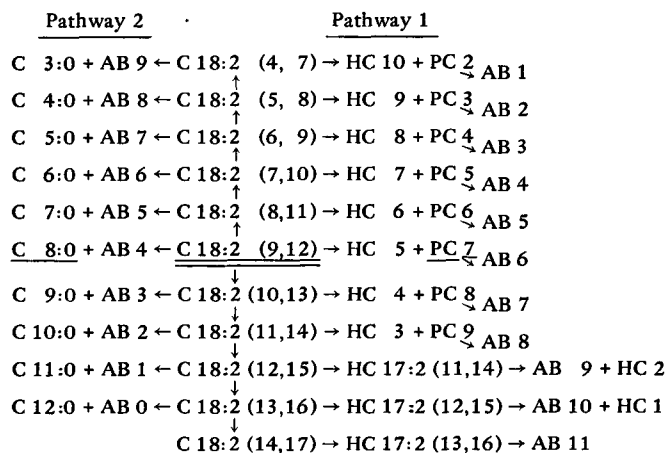 Pathway 2 Pathway 1
C 3:0 + AB 9 ← C 18:2 (4, 7) → HC 10 + PC 2 → AB 1
C 4:0 + AB 8 ← C 18:2 (5, 8) → HC 9 + PC 3 → AB 2
C 5:0 + AB 7 ← C 18:2 (6, 9) → HC 8 + PC 4 → AB 3
C 6:0 + AB 6 ← C 18:2 (7,10) → HC 7 + PC 5 → AB 4
C 7:0 + AB 5 ← C 18:2 (8,11) → HC 6 + PC 6 → AB 5
C 8:0 + AB 4 ← C 18:2 (9,12) → HC 5 + PC 7 → AB 6
C 9:0 + AB 3 ← C 18:2 (10,13) → HC 4 + PC 8 → AB 7
C 10:0 + AB 2 ← C 18:2 (11,14) → HC 3 + PC 9 → AB 8
C 11:0 + AB 1 ← C 18:2 (12,15) → HC 17:2 (11,14) → AB 9 + HC 2
C 12:0 + AB 0 ← C 18:2 (13,16) → HC 17:2 (12,15) → AB 10 + HC 1
C 18:2 (14,17) → HC 17:2 (13,16) → AB 11